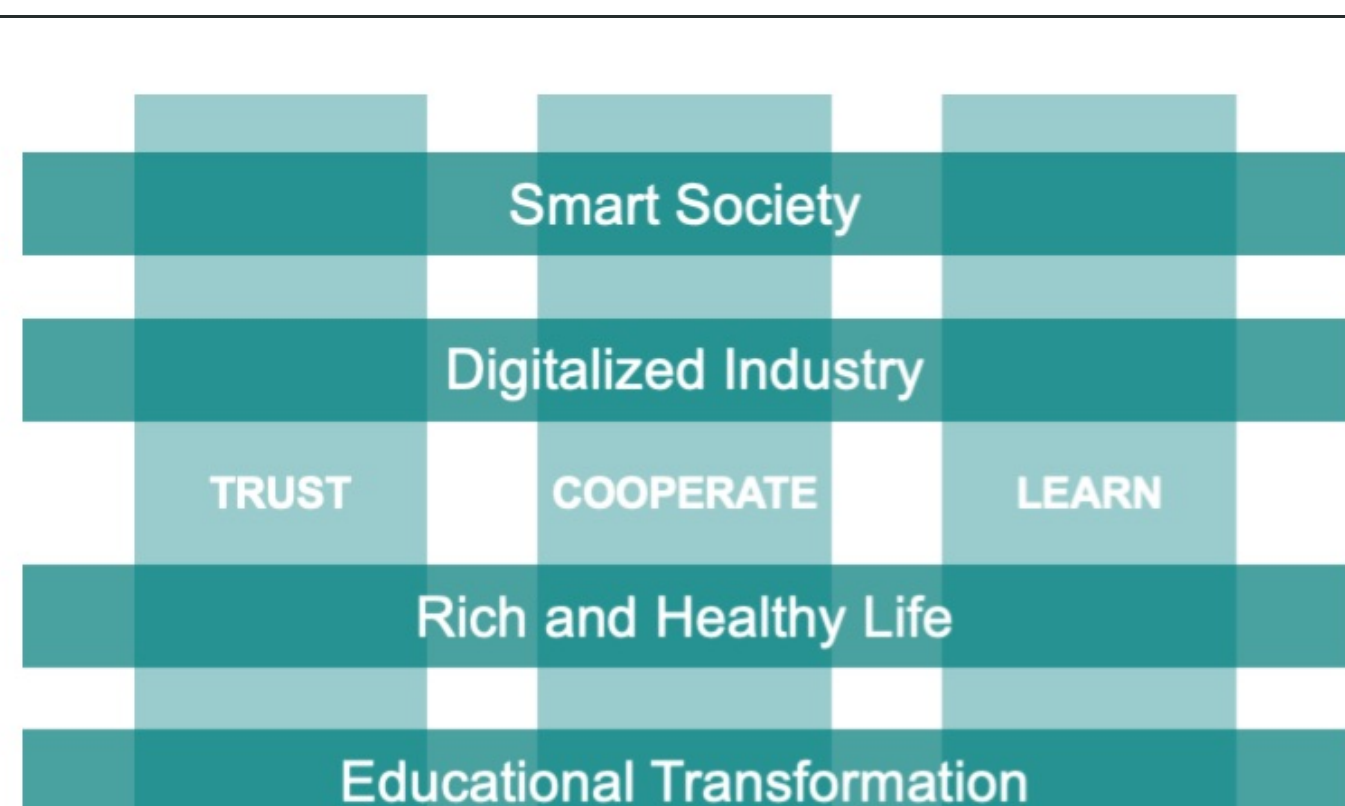 Smart Society
Digitalized Industry
TRUST COOPERATE LEARN
Rich and Healthy Life
Educational Transformation